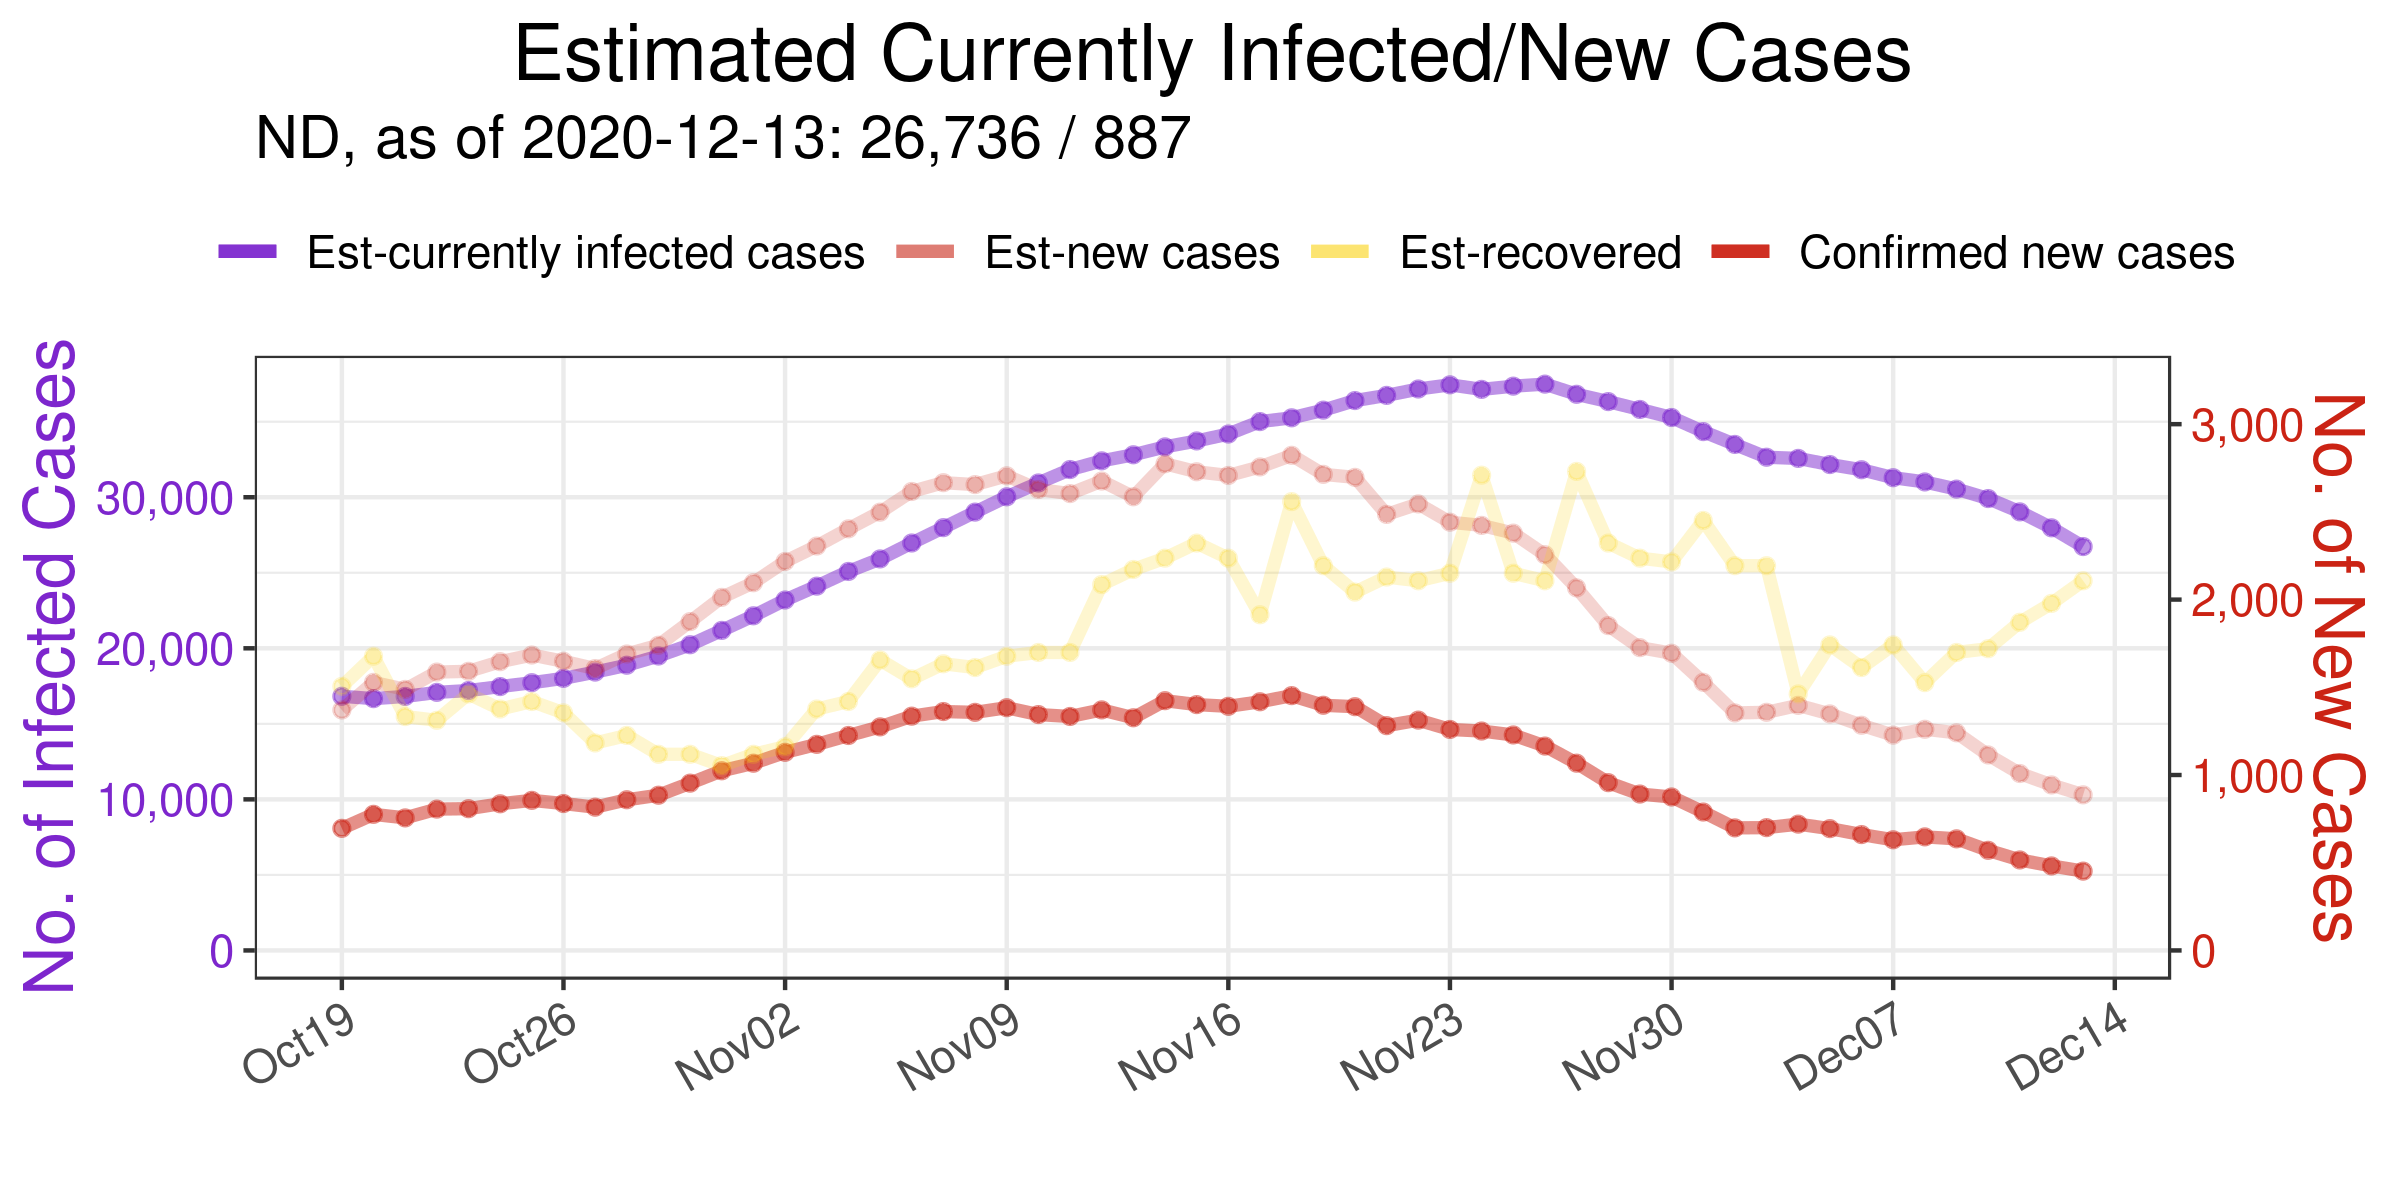 Estimated Currently Infected/New Cases
ND, as of 2020-12-13: 26,736 / 887
Est-currently infected cases Est-new cases Est-recovered Confirmed new cases
No. of Infected Cases
30,000
20,000
10,000
0
3,000
2,000
1,000
0
No. of New Cases
Oct19 Oct26 Nov02 Nov09 Nov16 Nov23 Nov30 Dec07 Dec14